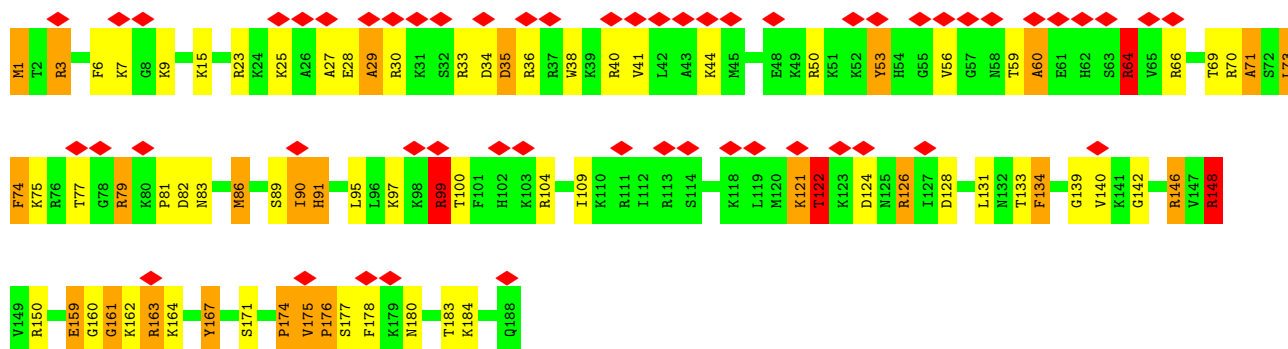 M1 T2 R3 F6 K7 G8 K9 K15 R23 K24 K25 A26 A27 E28 A29 R30 K31 S32 R33 D34 D35 R36 R37 W38 K39 R40 V41 L42 A43 K44 M45 E48 K49 R50 K51 K52 Y53 H54 G55 V56 G57 N58 T59 A60 E61 H62 S63 R64 V65 R66 T69 R70 A71 S72 L73
F74 K75 R76 T77 G78 R79 K80 P81 D82 N83 M86 S89 I90 H91 L95 L96 K97 K98 R99 T100 F101 H102 K103 R104 I109 K110 R111 I112 R113 S114 K118 L119 M120 K121 T122 K123 D124 N125 R126 I127 D128 L131 N132 T133 F134 G139 V140 K141 G142 R146 V147 R148
V149 R150 E159 G160 G161 K162 R163 K164 Y167 S171 P174 V175 P176 S177 F178 K179 N180 T183 K184 Q188